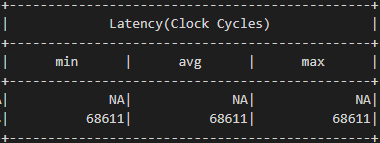 Latency(Clock Cycles)
min | avg | max
NA| NA| NA|
68611| 68611| 68611|